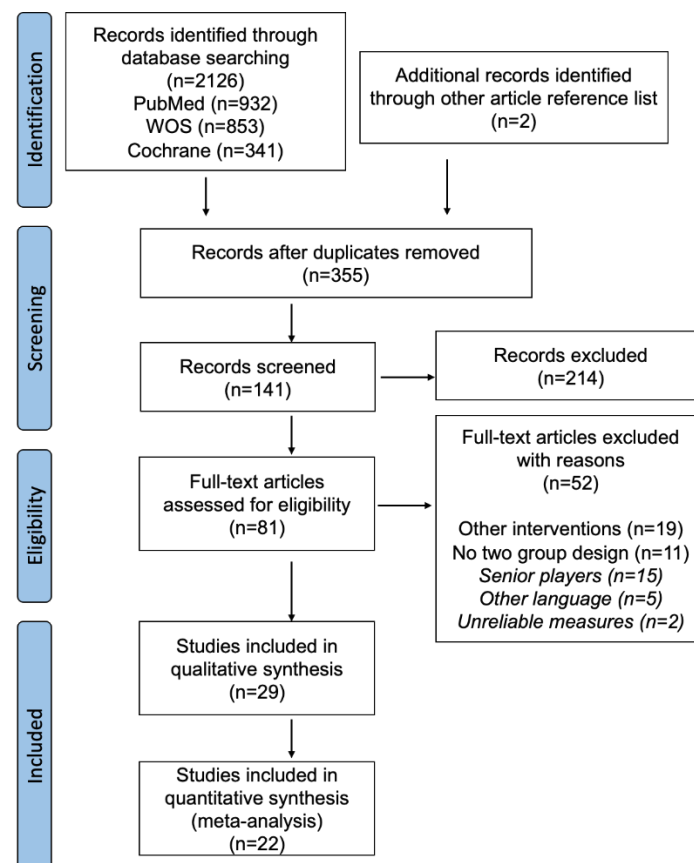 Identification
Records identified through
database searching
(n=2126)
PubMed (n=932)
WOS (n=853)
Cochrane (n=341)
Additional records identified
through other article reference list
(n=2)
Screening
Records after duplicates removed
(n=355)
Records screened
(n=141)
Records excluded
(n=214)
Eligibility
Full-text articles
assessed for eligibility
(n=81)
Full-text articles excluded
with reasons
(n=52)
Other interventions (n=19)
No two group design (n=11)
Senior players (n=15)
Other language (n=5)
Unreliable measures (n=2)
Included
Studies included in
qualitative synthesis
(n=29)
Studies included in
quantitative synthesis
(meta-analysis)
(n=22)